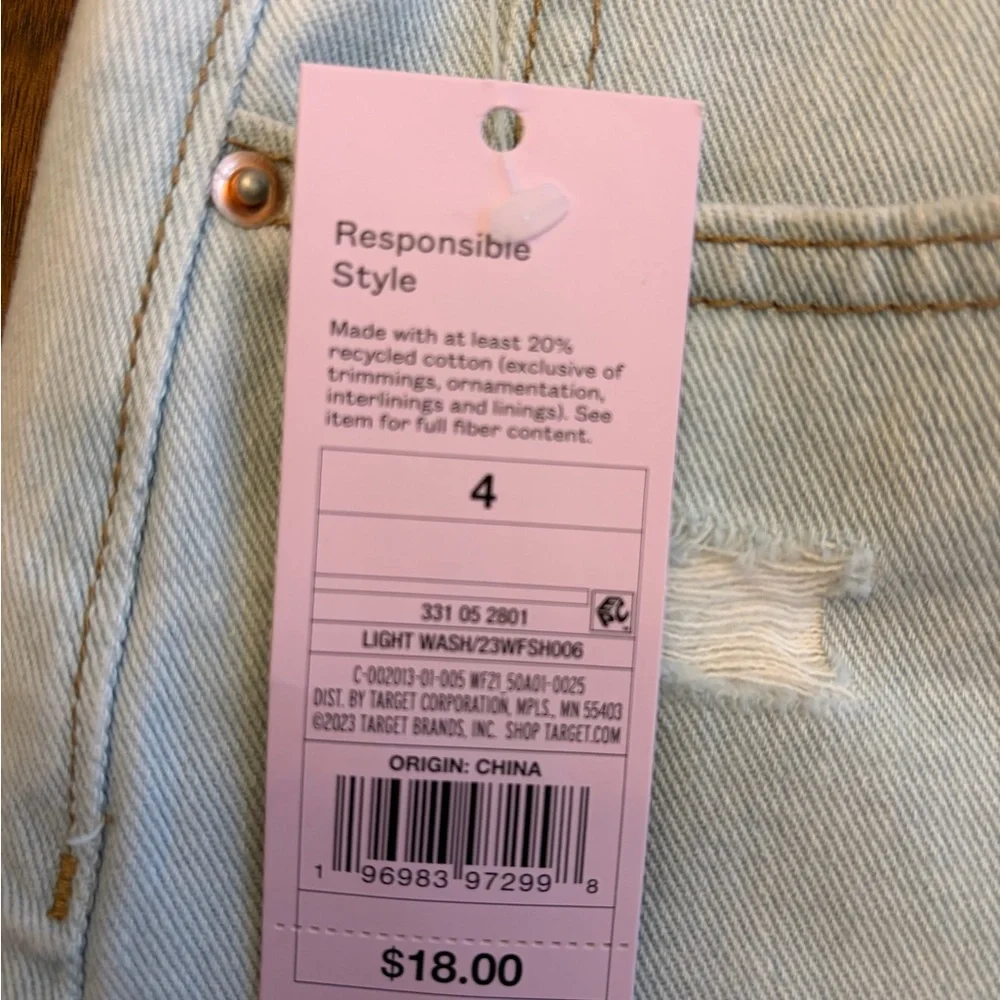 Responsible
Style
Made with at least 20%
recycled cotton (exclusive of
trimmings, ornamentation,
interlinings and linings). See
item for full fiber content.
4
331 05 2801
LIGHT WASH/23WFSH006
C-002013-01-005 WF21_50A01-0025
DIST. BY TARGET CORPORATION, MPLS., MN 55403
©2023 TARGET BRANDS, INC. SHOP TARGET.COM
ORIGIN: CHINA
1 96983 97299 8
$18.00